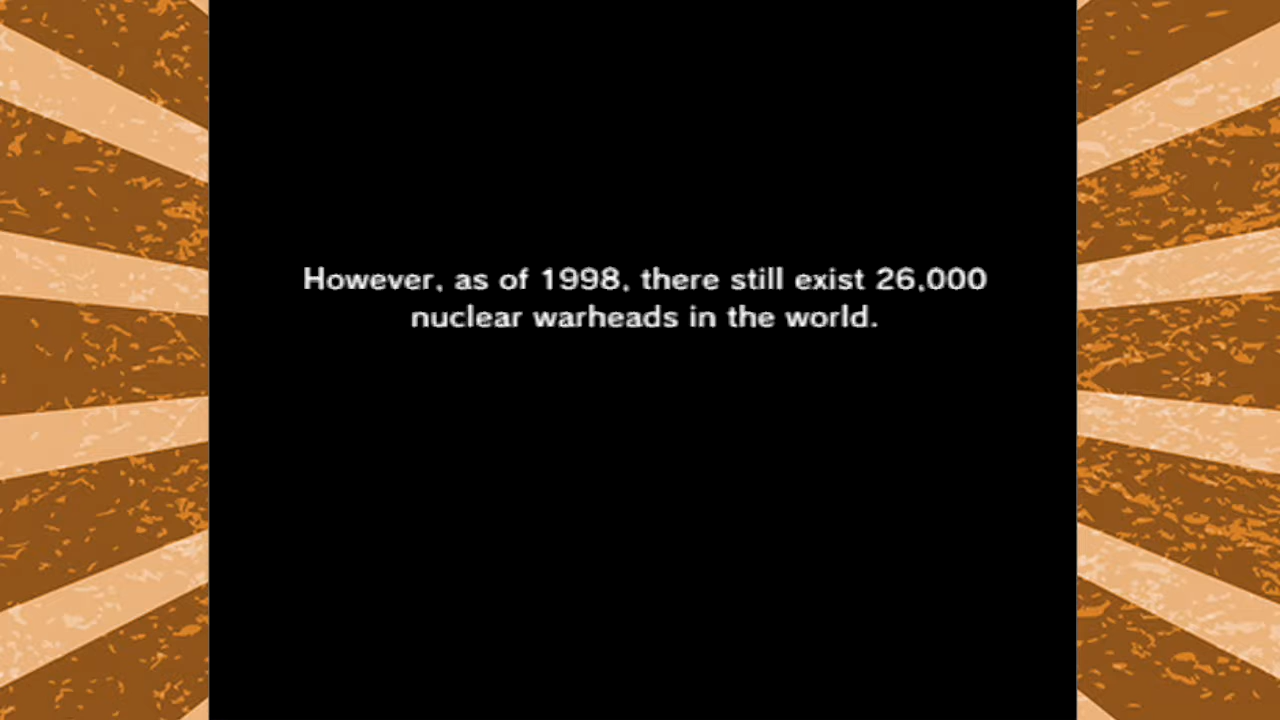 However, as of 1998, there still exist 26,000
nuclear warheads in the world.